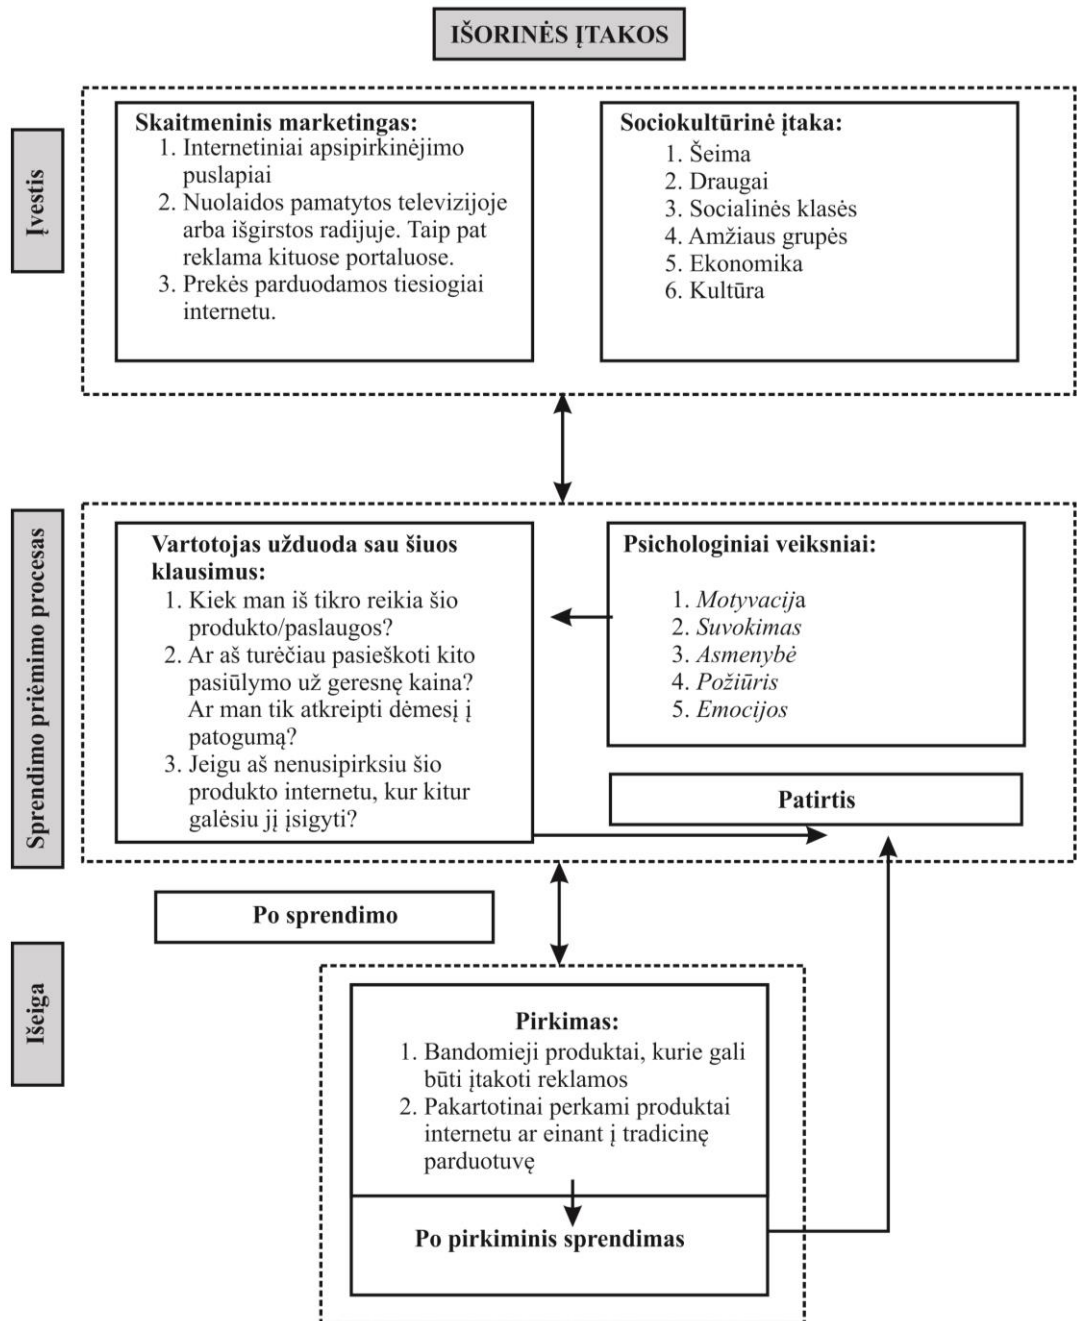 IŠORINĖS ĮTAKOS
Įvestis
Skaitmeninis marketingas:
1. Internetiniai apsipirkinėjimo
puslapiai
2. Nuolaidos pamatytos televizijoje
arba išgirstos radijuje. Taip pat
reklama kituose portaluose.
3. Prekės parduodamos tiesiogiai
internetu.
Sociokultūrinė įtaka:
1. Šeima
2. Draugai
3. Socialinės klasės
4. Amžiaus grupės
5. Ekonomika
6. Kultūra
Sprendimo priėmimo procesas
Vartotojas užduoda sau šiuos
klausimus:
1. Kiek man iš tikro reikia šio
produkto/paslaugos?
2. Ar aš turėčiau pasieškoti kito
pasiūlymo už geresnę kaina?
Ar man tik atkreipti dėmesį į
patogumą?
3. Jeigu aš nenusipirksiu šio
produkto internetu, kur kitur
galėsiu jį įsigyti?
Psichologiniai veiksniai:
1. Motyvacija
2. Suvokimas
3. Asmenybė
4. Požiūris
5. Emocijos
Patirtis
Po sprendimo
Išeiga
Pirkimas:
1. Bandomieji produktai, kurie gali
būti įtakoti reklamos
2. Pakartotinai perkami produktai
internetu ar einant į tradicinę
parduotuvę
Po pirkiminis sprendimas